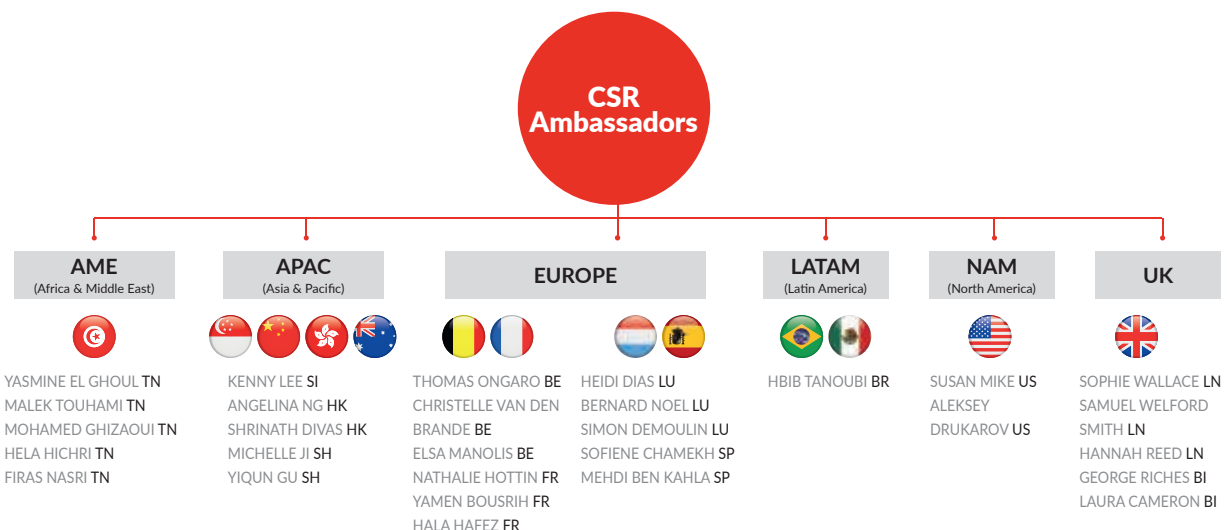 CSR
Ambassadors
AME
(Africa & Middle East)
YASMINE EL GHOUL TN
MALEK TOUHAMI TN
MOHAMED GHIZAOUI TN
HELA HICHRI TN
FIRAS NASRI TN
APAC
(Asia & Pacific)
KENNY LEE SI
ANGELINA NG HK
SHRINATH DIVAS HK
MICHELLE JI SH
YIQUN GU SH
EUROPE
THOMAS ONGARO BE
CHRISTELLE VAN DEN
BRANDE BE
ELSA MANOLIS BE
NATHALIE HOTTIN FR
YAMEN BOUSRIH FR
HALA HAFEZ FR
HEIDI DIAS LU
BERNARD NOEL LU
SIMON DEMOULIN LU
SOFIENE CHAMEKH SP
MEHDI BEN KAHLA SP
LATAM
(Latin America)
HBIB TANOUBI BR
NAM
(North America)
SUSAN MIKE US
ALEKSEY
DRUKAROV US
UK
SOPHIE WALLACE LN
SAMUEL WELFORD
SMITH LN
HANNAH REED LN
GEORGE RICHES BI
LAURA CAMERON BI